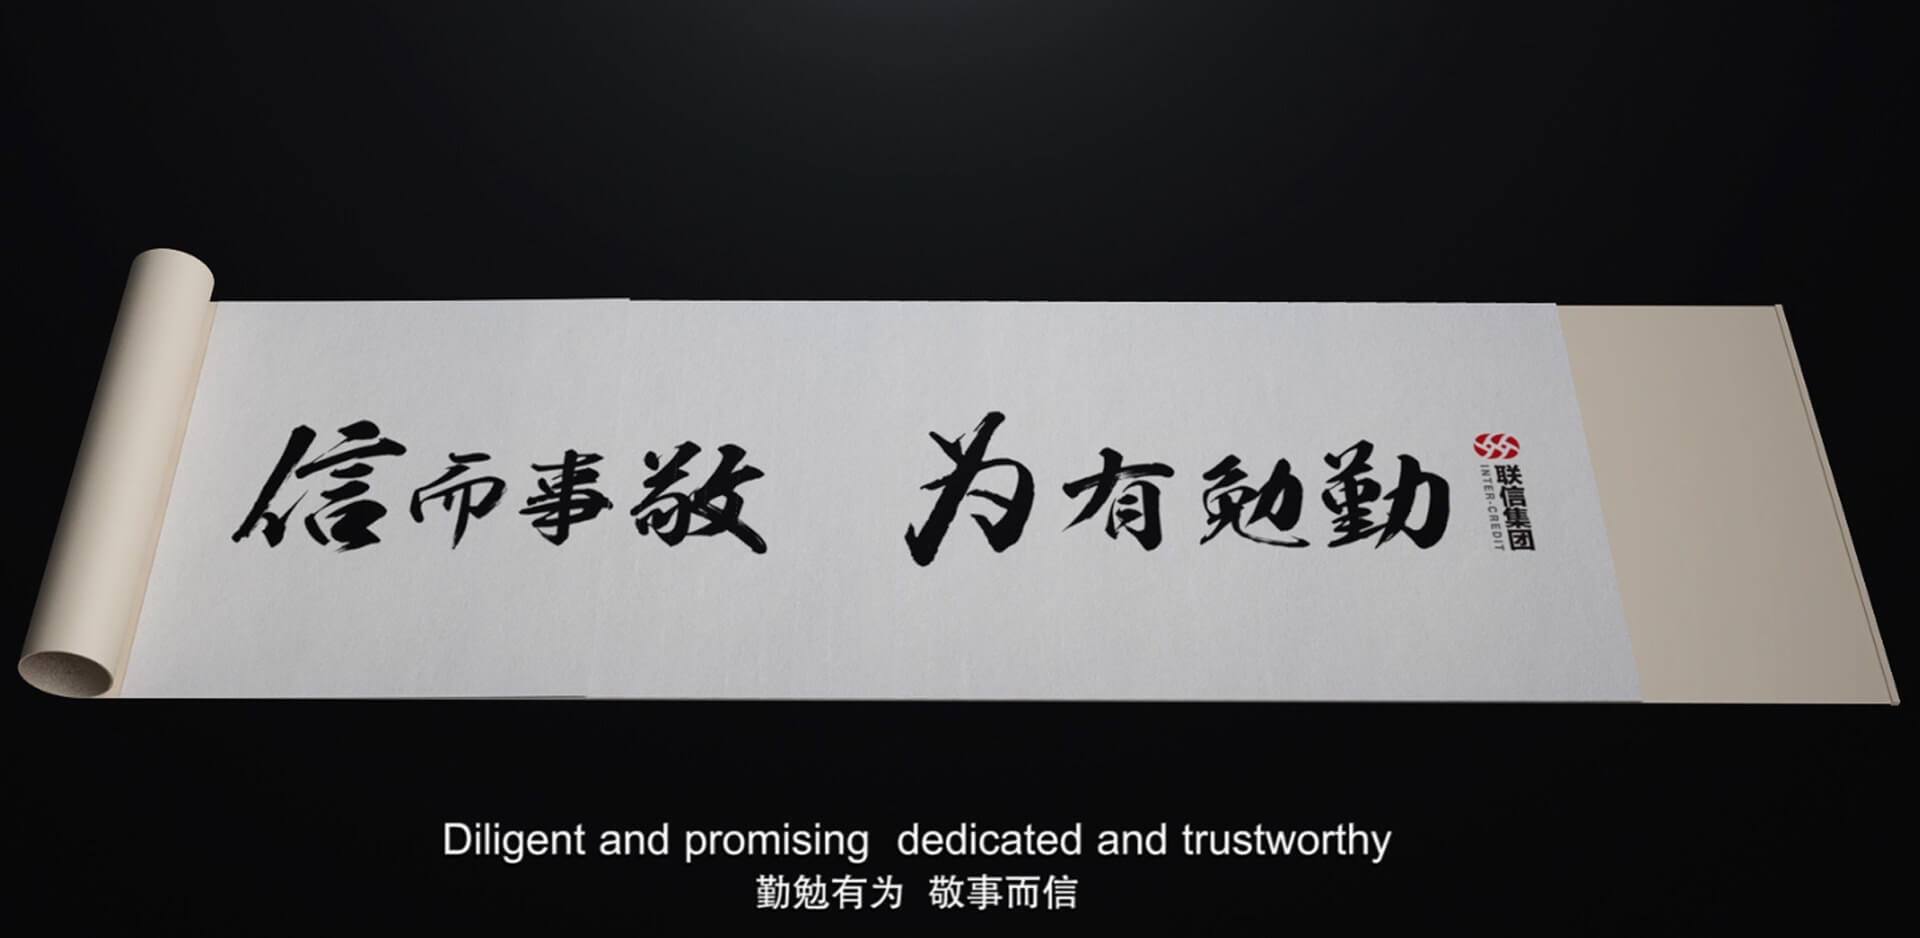 信而事敬 为有勉勤
联信集团
INTER-CREDIT
Diligent and promising dedicated and trustworthy
勤勉有为 敬事而信